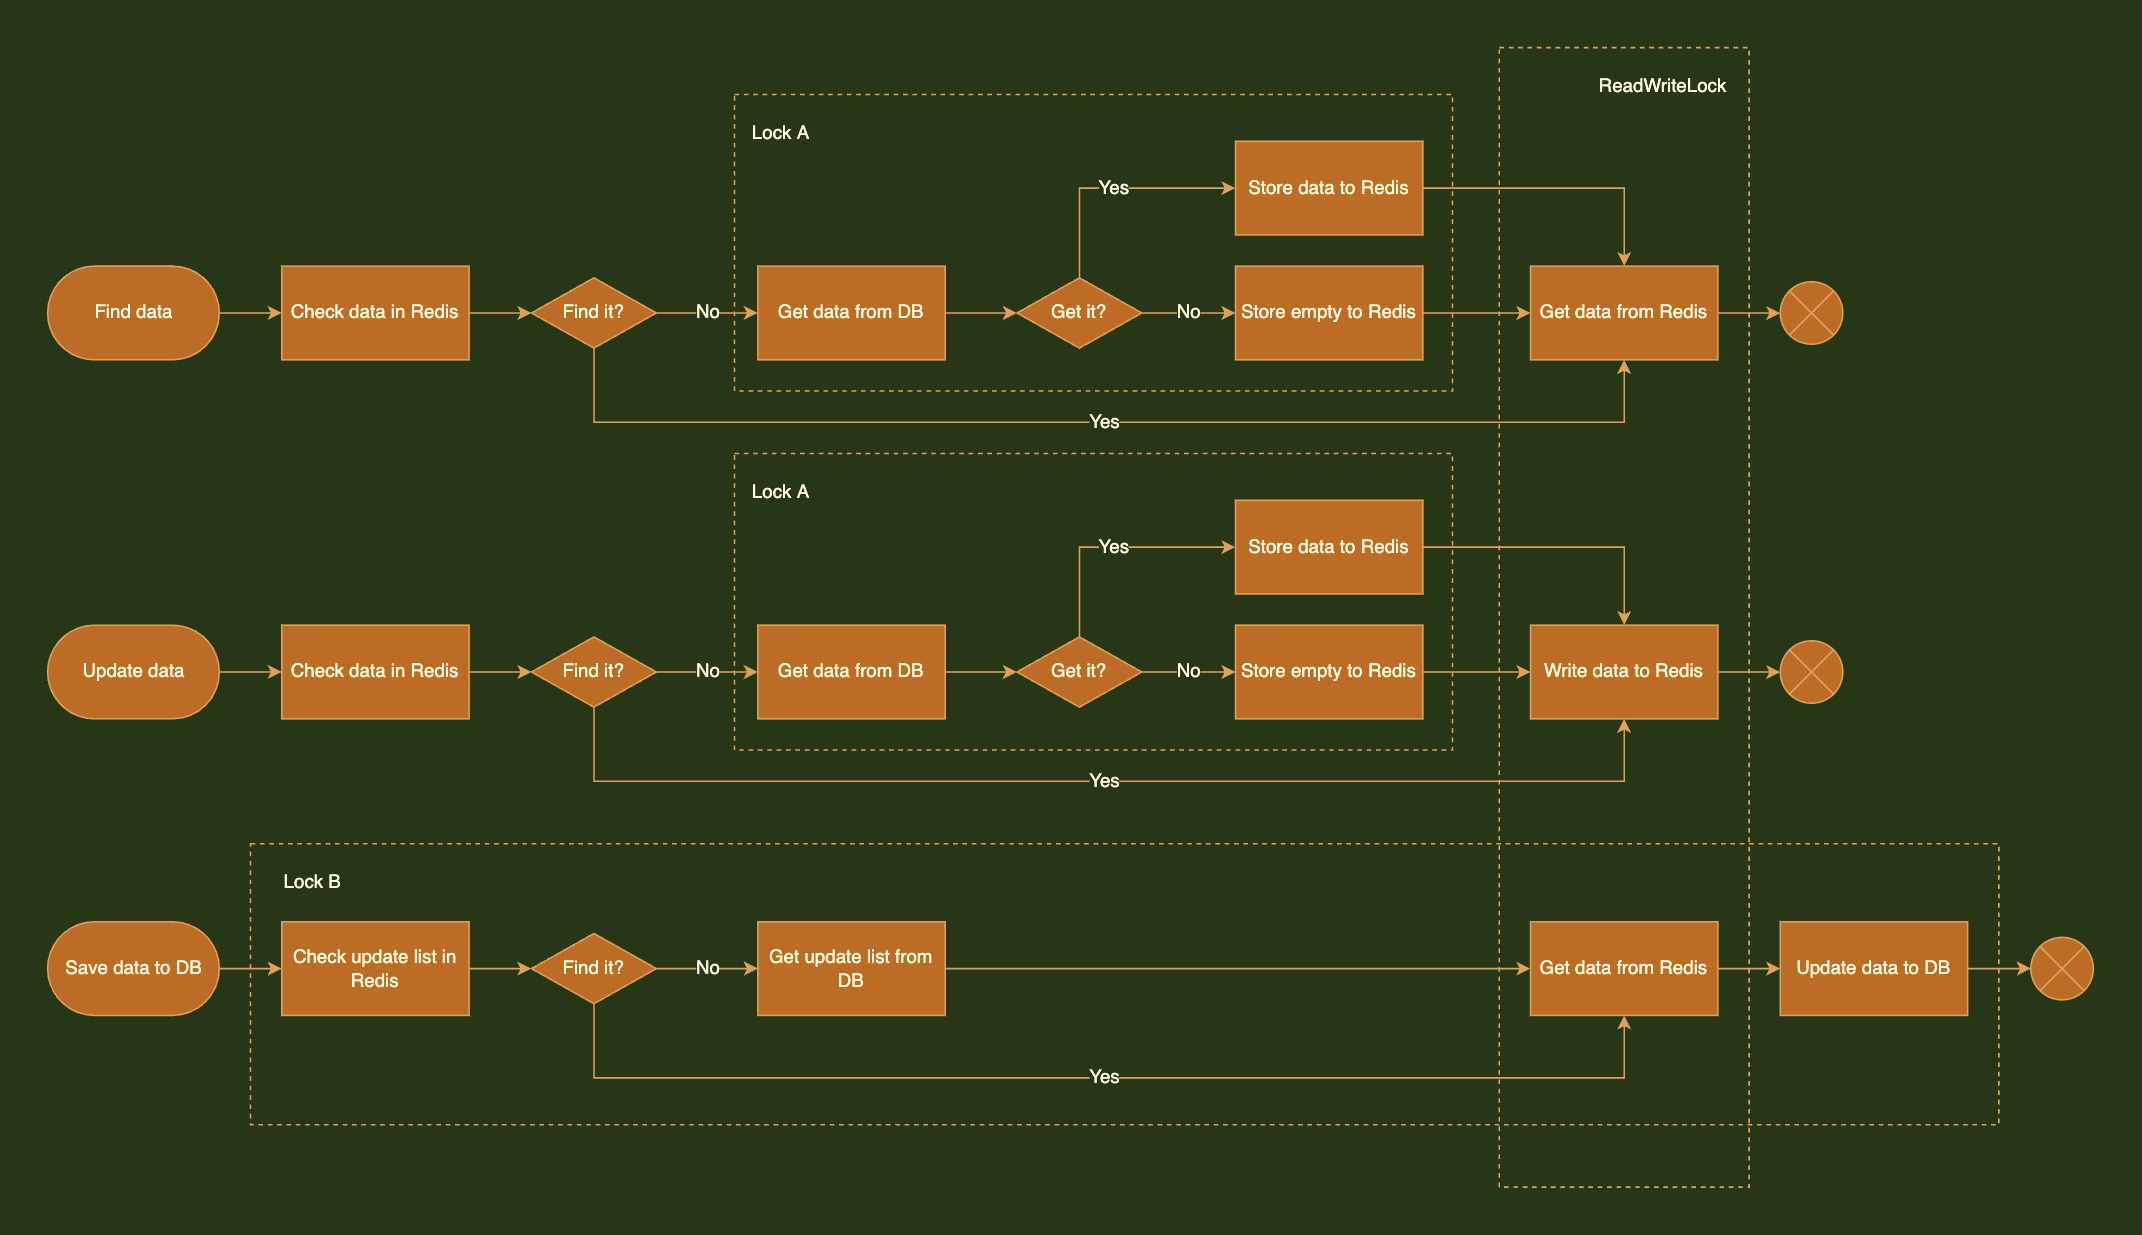 ReadWriteLock
Lock A
Yes
Store data to Redis
Find data
Check data in Redis
Find it?
No
Get data from DB
Get it?
No
Store empty to Redis
Get data from Redis
Yes
Lock A
Yes
Store data to Redis
Update data
Check data in Redis
Find it?
No
Get data from DB
Get it?
No
Store empty to Redis
Write data to Redis
Yes
Lock B
Save data to DB
Check update list in
Redis
Find it?
No
Get update list from
DB
Get data from Redis
Update data to DB
Yes